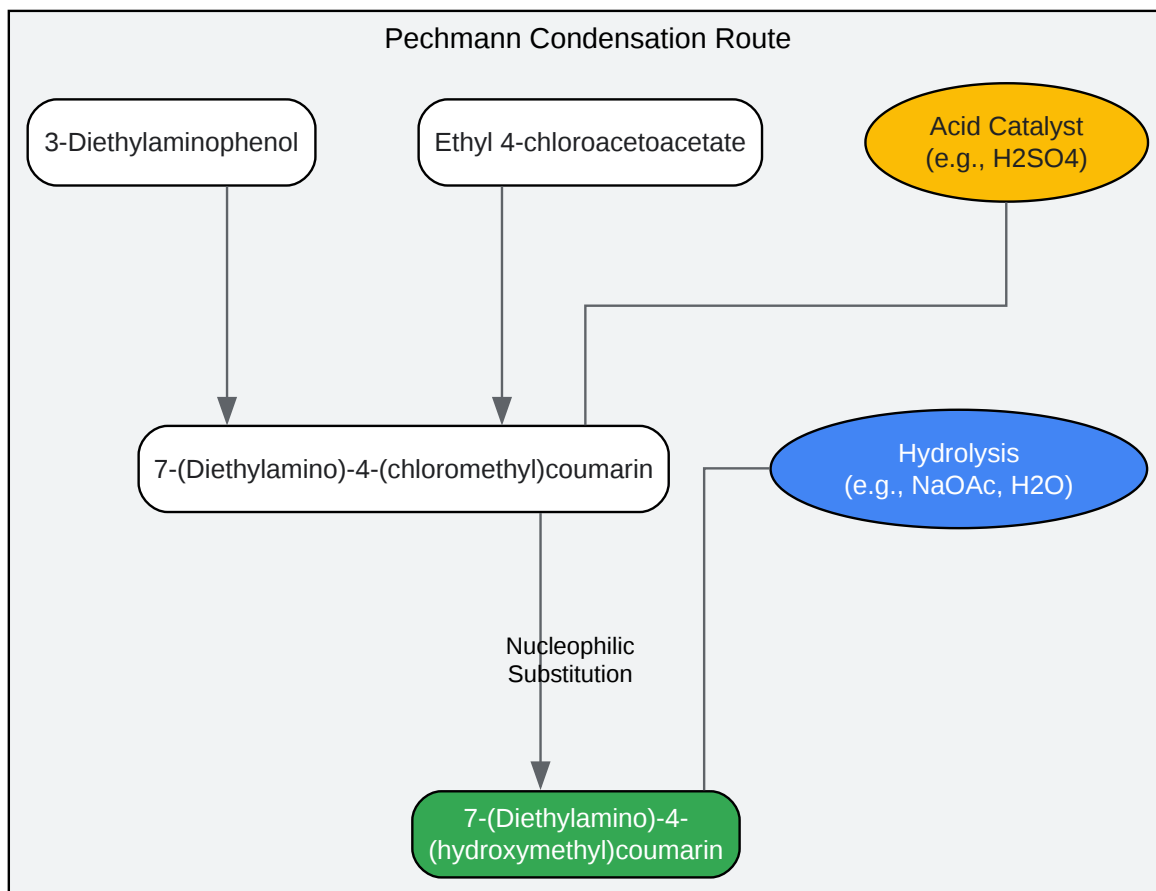 Pechmann Condensation Route
3-Diethylaminophenol
Ethyl 4-chloroacetoacetate
Acid Catalyst
(e.g., H2SO4)
7-(Diethylamino)-4-(chloromethyl)coumarin
Hydrolysis
(e.g., NaOAc, H2O)
Nucleophilic
Substitution
7-(Diethylamino)-4-
(hydroxymethyl)coumarin